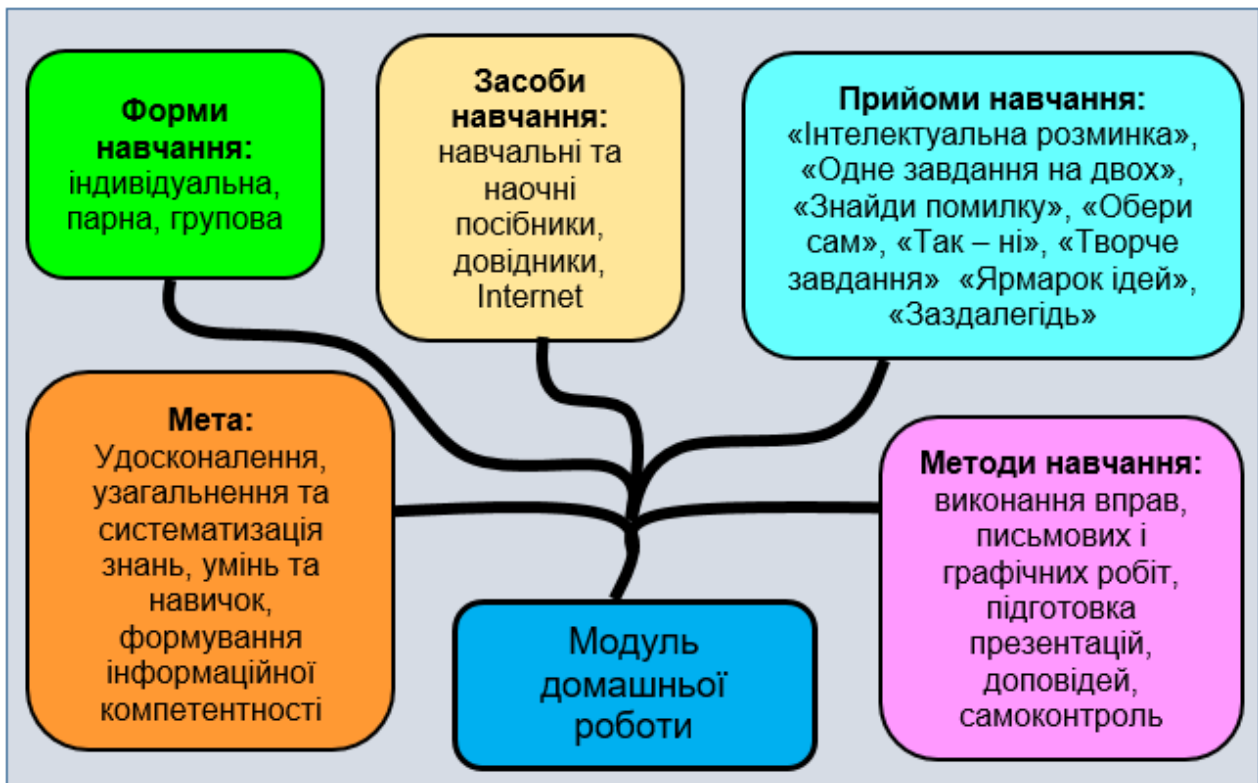 Форми
навчання:
індивідуальна,
парна, групова
Засоби
навчання:
навчальні та
наочні
посібники,
довідники,
Internet
Прийоми навчання:
«Інтелектуальна розминка»,
«Одне завдання на двох»,
«Знайди помилку», «Обери
сам», «Так – ні», «Творче
завдання» «Ярмарок ідей»,
«Заздалегідь»
Мета:
Удосконалення,
узагальнення та
систематизація
знань, умінь та
навичок,
формування
інформаційної
компетентності
Модуль
домашньої
роботи
Методи навчання:
виконання вправ,
письмових і
графічних робіт,
підготовка
презентацій,
доповідей,
самоконтроль